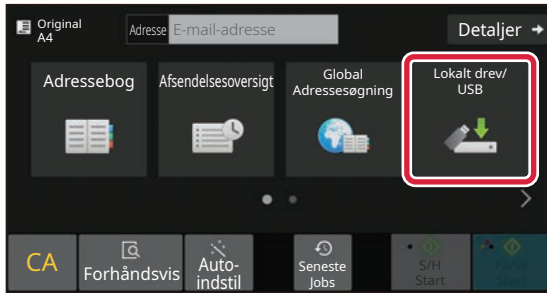 Original
A4
Adresse E-mail-adresse
Detaljer
Adressebog
Afsendelsesoversigt
Global
Adressesøgning
Lokalt drev/
USB
CA
Forhåndsvis
Auto-
indstil
Seneste
Jobs
S/H
Start
Farve
Start